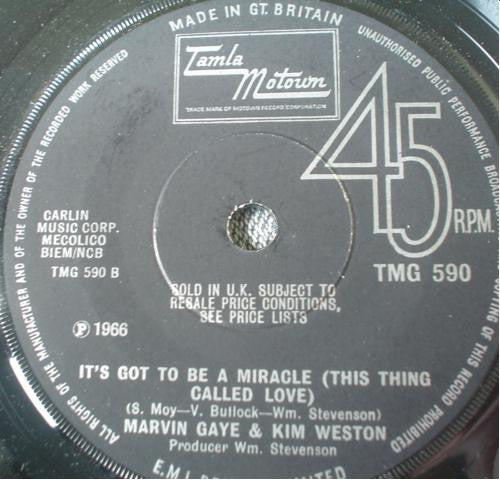 MADE IN GT. BRITAIN
UNAUTHORISED PUBLIC PERFORMANCE
OF THIS RECORD PROHIBITED
ALL RIGHTS OF THE MANUFACTURER AND OF THE OWNER OF THE RECORDED WORK RESERVED
Tamla
Motown
TRADE MARK OF MOTOWN RECORD CORPORATION
45
R.P.M.
CARLIN
MUSIC CORP.
MECOLICO
BIEM/NCB
TMG 590 B
TMG 590
SOLD IN U.K. SUBJECT TO
RESALE PRICE CONDITIONS,
SEE PRICE LISTS
Ⓟ 1966
IT'S GOT TO BE A MIRACLE (THIS THING
CALLED LOVE)
(S. Moy—V. Bullock—Wm. Stevenson)
MARVIN GAYE & KIM WESTON
Producer Wm. Stevenson
E.M.I.